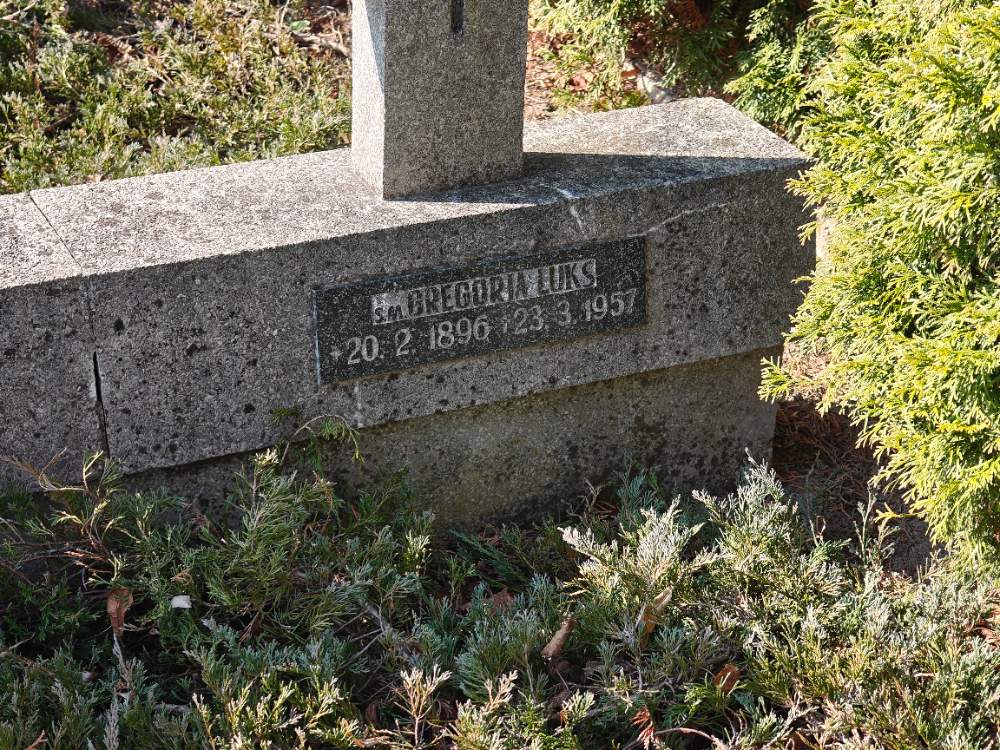 S.M. GREGORIA LUKS
*20. 2. 1896 †23. 3. 1957